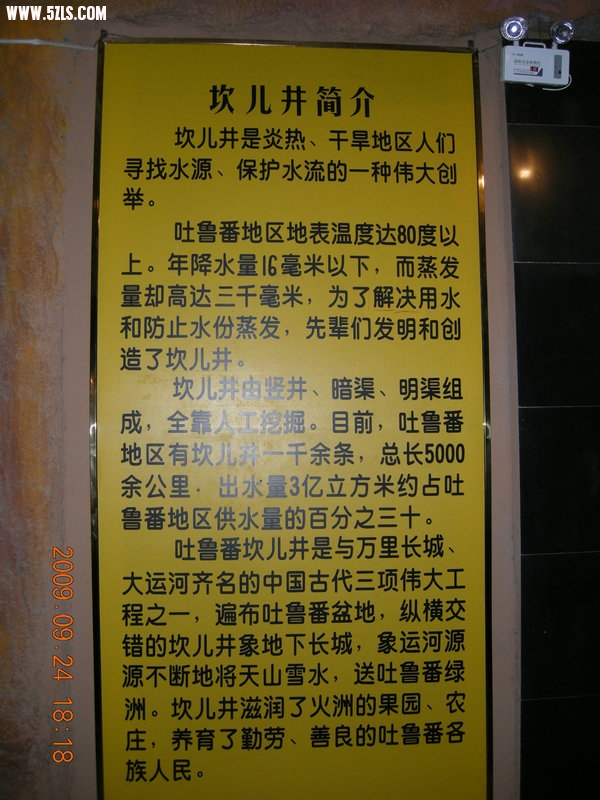 WWW.5ZLS.COM
坎儿井简介
坎儿井是炎热、干旱地区人们
寻找水源、保护水流的一种伟大创
举。
吐鲁番地区地表温度达80度以
上。年降水量16毫米以下，而蒸发
量却高达三千毫米，为了解决用水
和防止水份蒸发，先辈们发明和创
造了坎儿井。
坎儿井由竖井、暗渠、明渠组
成，全靠人工挖掘。目前，吐鲁番
地区有坎儿井一千余条，总长5000
余公里，出水量3亿立方米约占吐
鲁番地区供水量的百分之三十。
吐鲁番坎儿井是与万里长城、
大运河齐名的中国古代三项伟大工
程之一，遍布吐鲁番盆地，纵横交
错的坎儿井象地下长城，象运河源
源不断地将天山雪水，送吐鲁番绿
洲。坎儿井滋润了火洲的果园、农
庄，养育了勤劳、善良的吐鲁番各
族人民。
2009.09.24 18:18